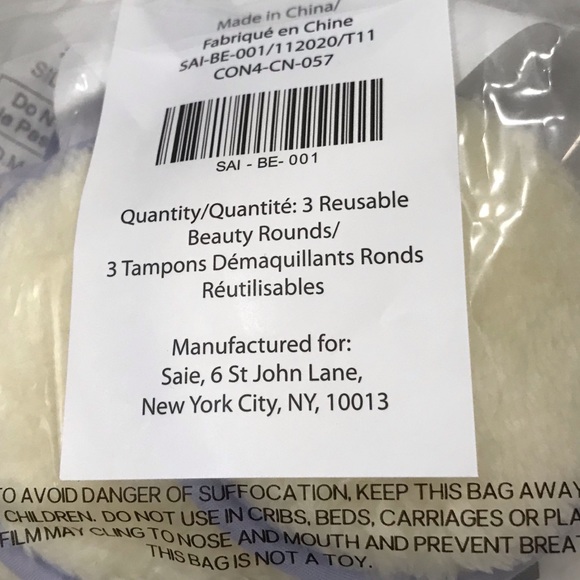 Made in China/
Fabriqué en Chine
SAI-BE-001/112020/T11
CON4-CN-057
SAI - BE- 001
Quantity/Quantité: 3 Reusable
Beauty Rounds/
3 Tampons Démaquillants Ronds
Réutilisables
Manufactured for:
Saie, 6 St John Lane,
New York City, NY, 10013
TO AVOID DANGER OF SUFFOCATION, KEEP THIS BAG AWAY
CHILDREN. DO NOT USE IN CRIBS, BEDS, CARRIAGES OR
FILM MAY CLING TO NOSE AND MOUTH AND PREVENT
THIS BAG IS NOT A TOY.